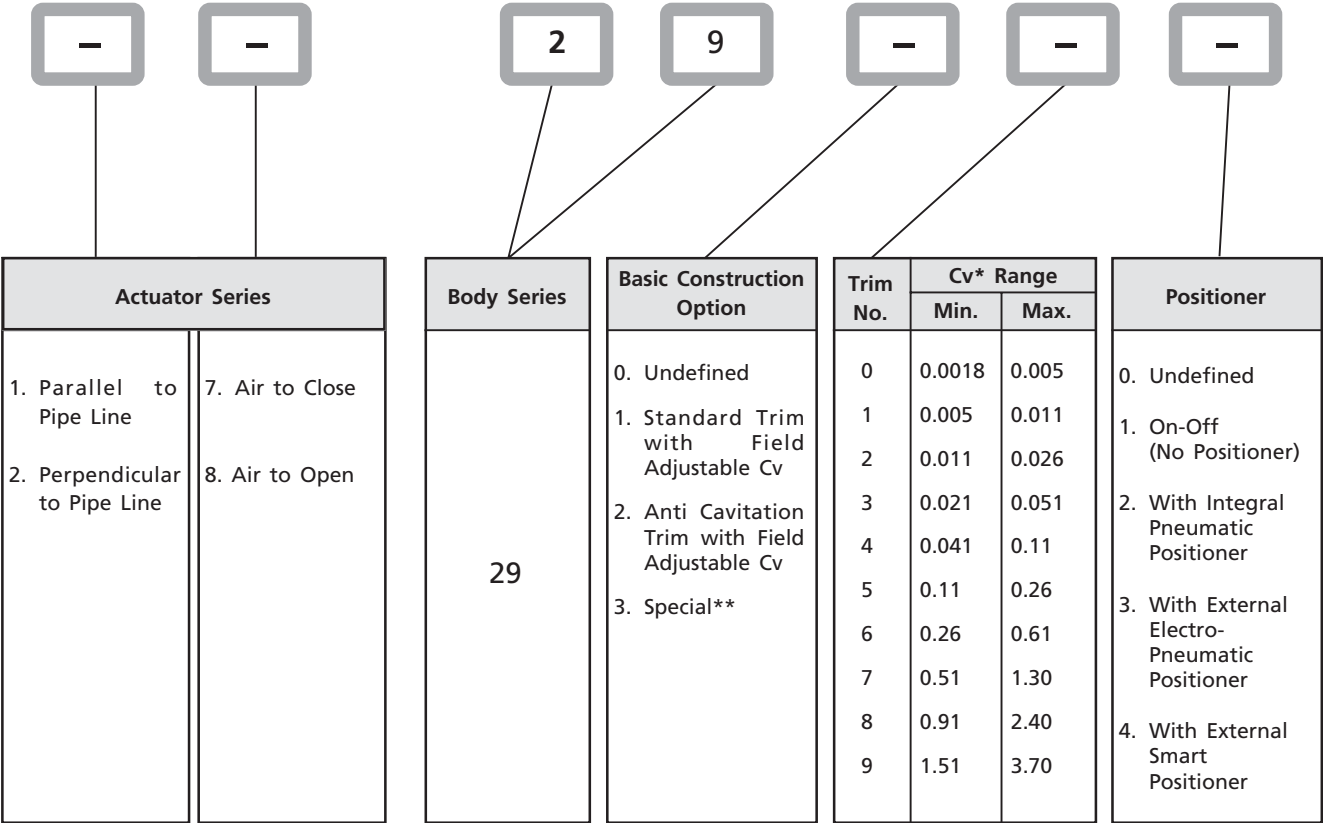 – – 2 9 – – –
Actuator Series
1. Parallel to
Pipe Line
2. Perpendicular
to Pipe Line
7. Air to Close
8. Air to Open
Body Series
29
Basic Construction
Option
0. Undefined
1. Standard Trim
with Field
Adjustable Cv
2. Anti Cavitation
Trim with Field
Adjustable Cv
3. Special**
Trim
No.
Cv* Range
Min. Max.
0 0.0018 0.005
1 0.005 0.011
2 0.011 0.026
3 0.021 0.051
4 0.041 0.11
5 0.11 0.26
6 0.26 0.61
7 0.51 1.30
8 0.91 2.40
9 1.51 3.70
Positioner
0. Undefined
1. On-Off
(No Positioner)
2. With Integral
Pneumatic
Positioner
3. With External
Electro-
Pneumatic
Positioner
4. With External
Smart
Positioner